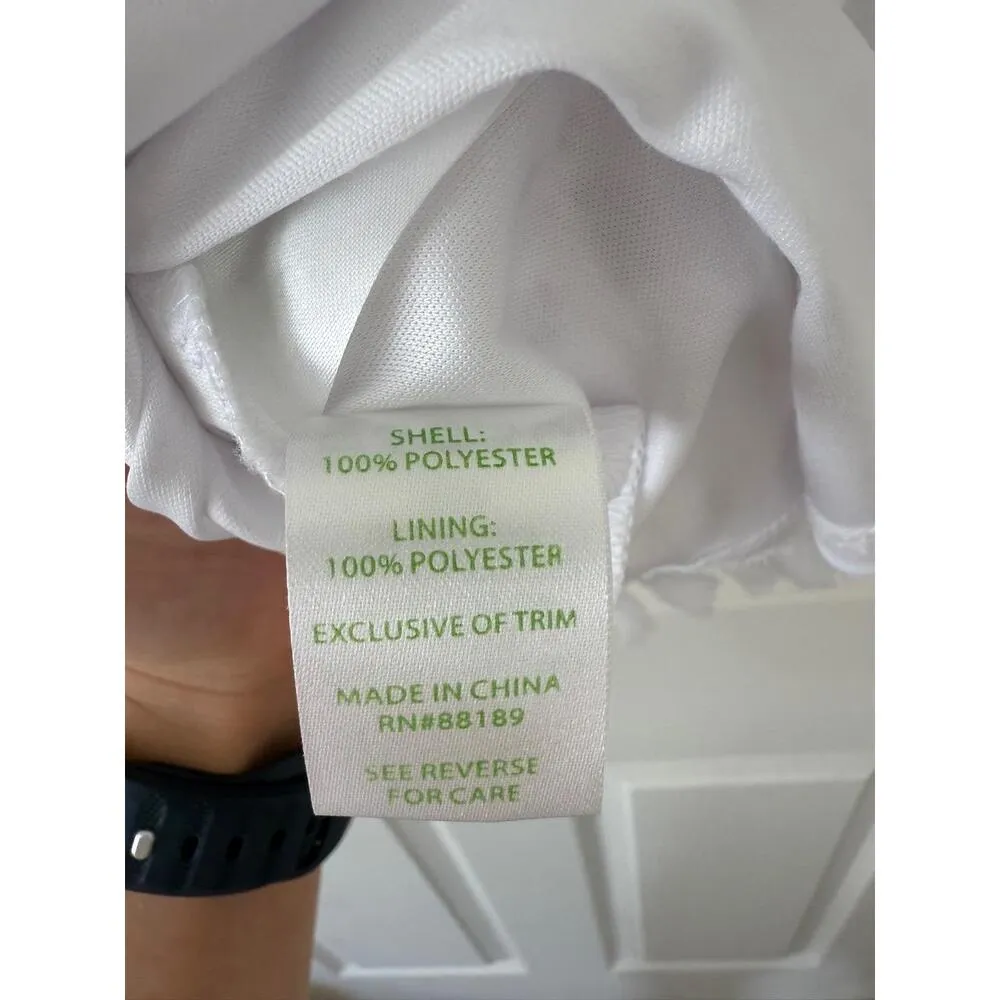 SHELL:
100% POLYESTER
LINING:
100% POLYESTER
EXCLUSIVE OF TRIM
MADE IN CHINA
RN#88189
SEE REVERSE
FOR CARE